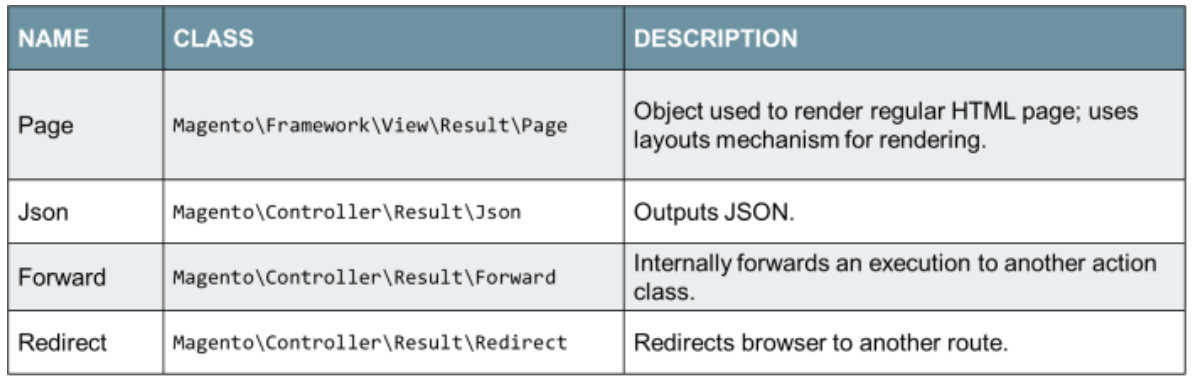 NAME CLASS DESCRIPTION
Page Magento\Framework\View\Result\Page Object used to render regular HTML page; uses
layouts mechanism for rendering.
Json Magento\Controller\Result\Json Outputs JSON.
Forward Magento\Controller\Result\Forward Internally forwards an execution to another action
class.
Redirect Magento\Controller\Result\Redirect Redirects browser to another route.